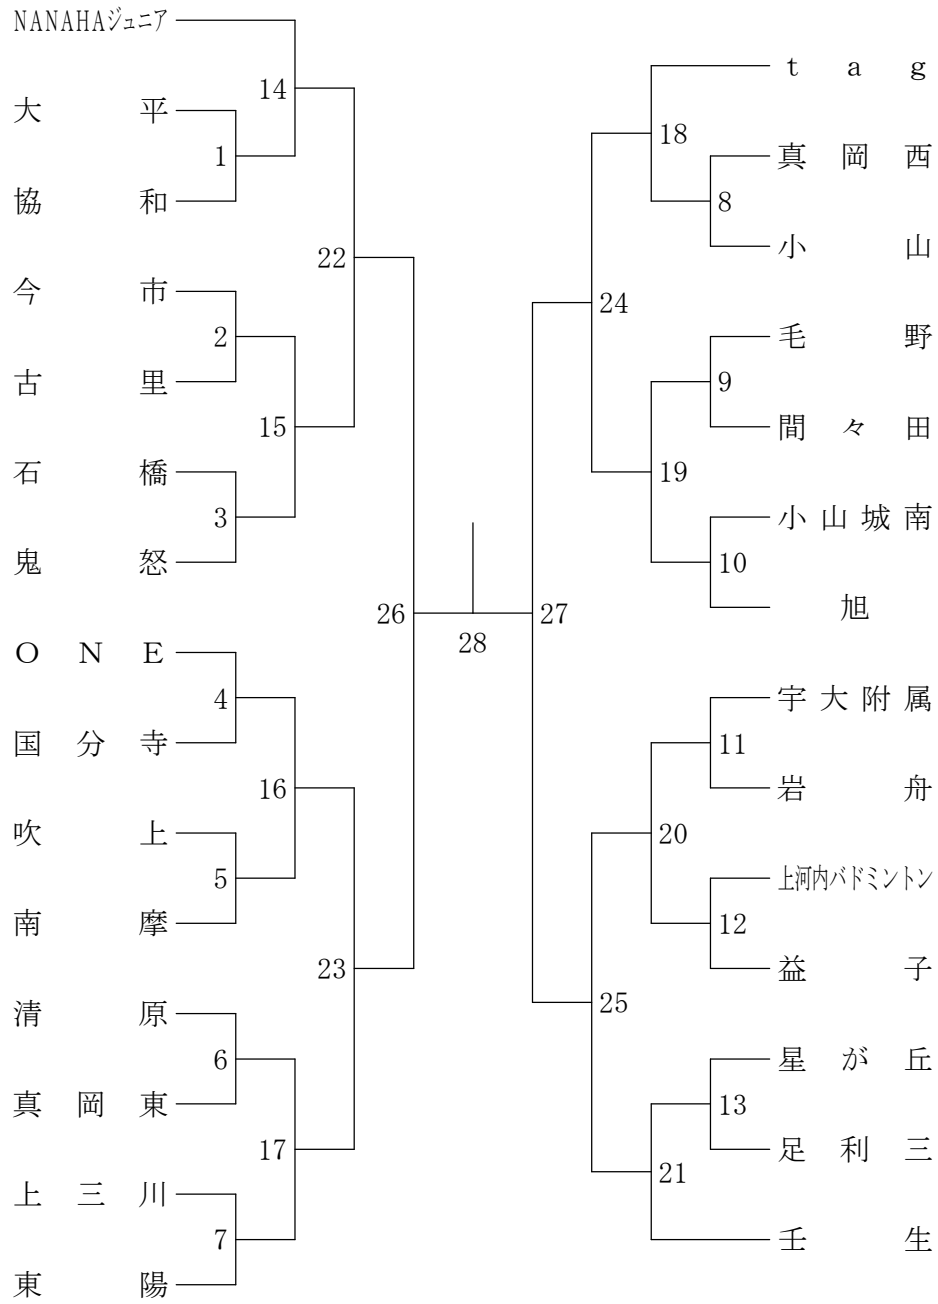 NANAHAジュニア
大平
協和
今市
古里
石橋
鬼怒
ONE
国分寺
吹上
南摩
清原
真岡東
上三川
東陽
1
2
3
4
5
6
7
14
15
16
17
22
23
26
28
27
24
25
18
19
20
21
8
9
10
11
12
13
tag
真岡西
小山
毛野
間々田
小山城南
旭
宇大附属
岩舟
上河内バドミントン
益子
星が丘
足利三
壬生